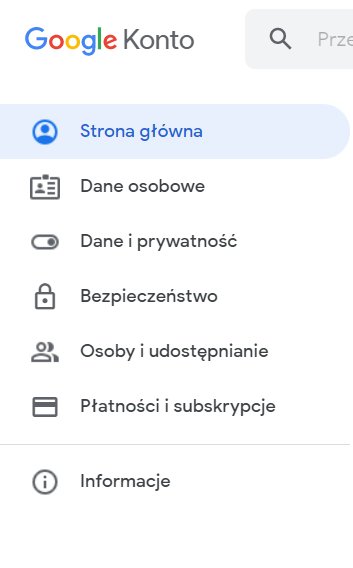 Google Konto
Strona główna
Dane osobowe
Dane i prywatność
Bezpieczeństwo
Osoby i udostępnianie
Płatności i subskrypcje
Informacje